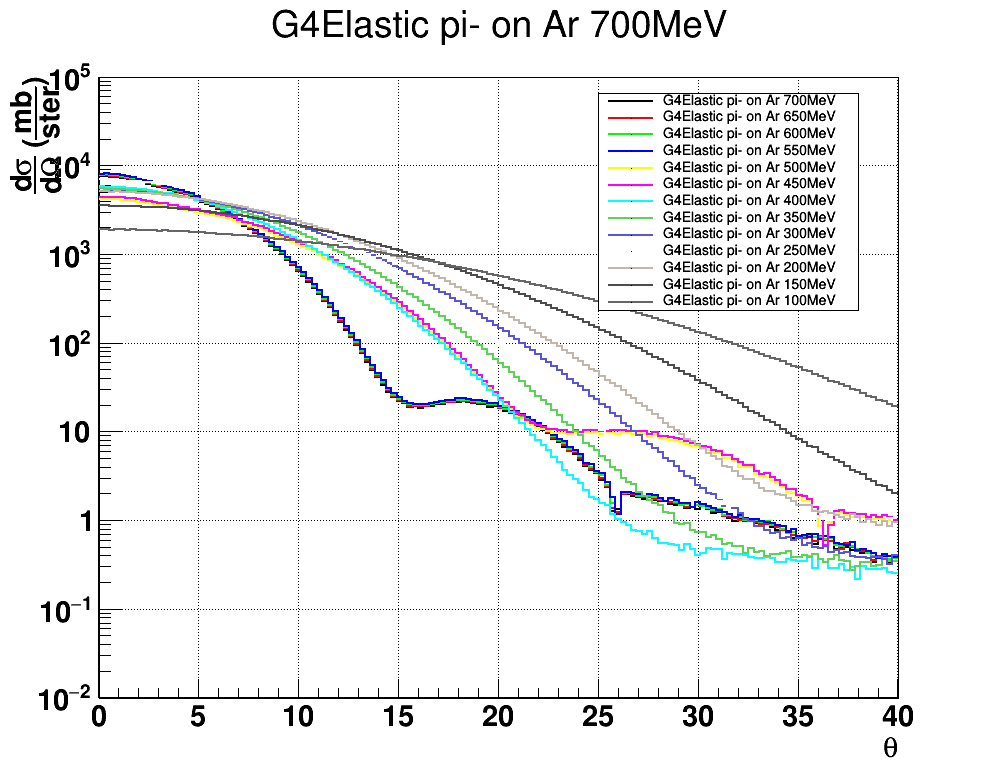 G4Elastic pi- on Ar 700MeV
dσ/dΩ (mb/ster)
10^5
10^4
10^3
10^2
10
1
10^−1
10^−2
0 5 10 15 20 25 30 35 40
θ
G4Elastic pi- on Ar 700MeV
G4Elastic pi- on Ar 650MeV
G4Elastic pi- on Ar 600MeV
G4Elastic pi- on Ar 550MeV
G4Elastic pi- on Ar 500MeV
G4Elastic pi- on Ar 450MeV
G4Elastic pi- on Ar 400MeV
G4Elastic pi- on Ar 350MeV
G4Elastic pi- on Ar 300MeV
G4Elastic pi- on Ar 250MeV
G4Elastic pi- on Ar 200MeV
G4Elastic pi- on Ar 150MeV
G4Elastic pi- on Ar 100MeV